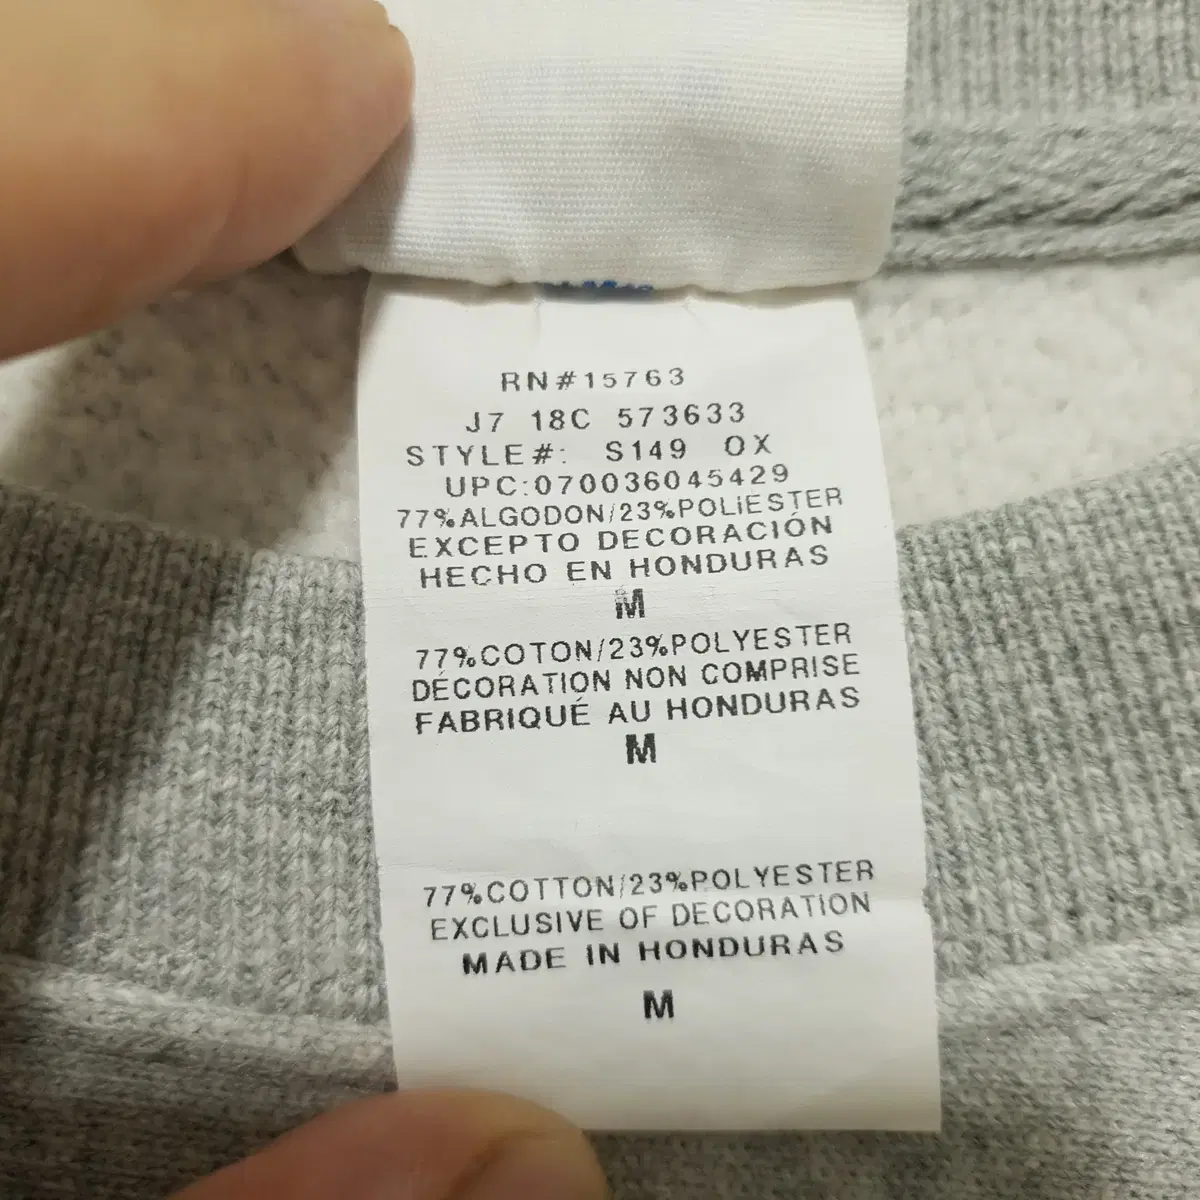 RN#15763
J7 18C 573633
STYLE#: S149 OX
UPC:070036045429
77%ALGODON/23%POLIESTER
EXCEPTO DECORACIÓN
HECHO EN HONDURAS
M
77%COTON/23%POLYESTER
DÉCORATION NON COMPRISE
FABRIQUÉ AU HONDURAS
M
77%COTTON/23%POLYESTER
EXCLUSIVE OF DECORATION
MADE IN HONDURAS
M